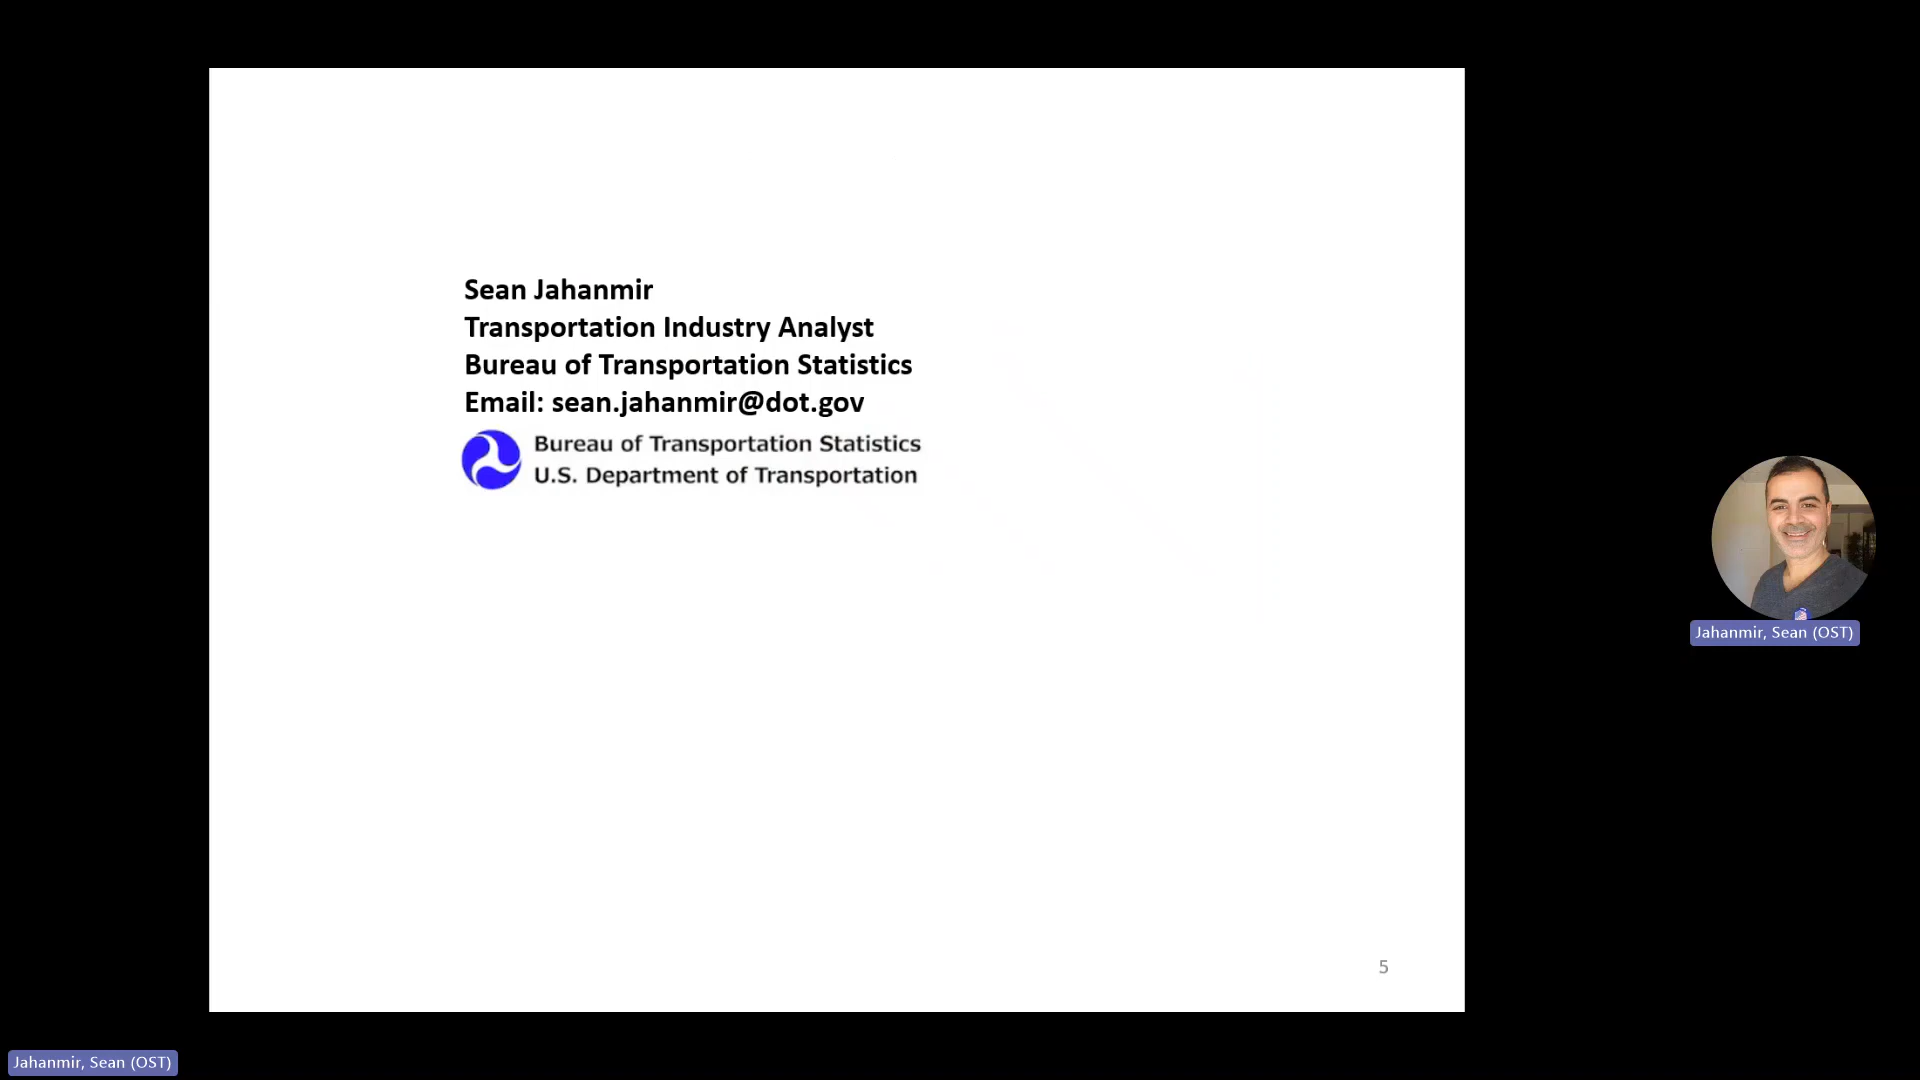 Sean Jahanmir
Transportation Industry Analyst
Bureau of Transportation Statistics
Email: sean.jahanmir@dot.gov
Bureau of Transportation Statistics
U.S. Department of Transportation
Jahanmir, Sean (OST)
5
Jahanmir, Sean (OST)